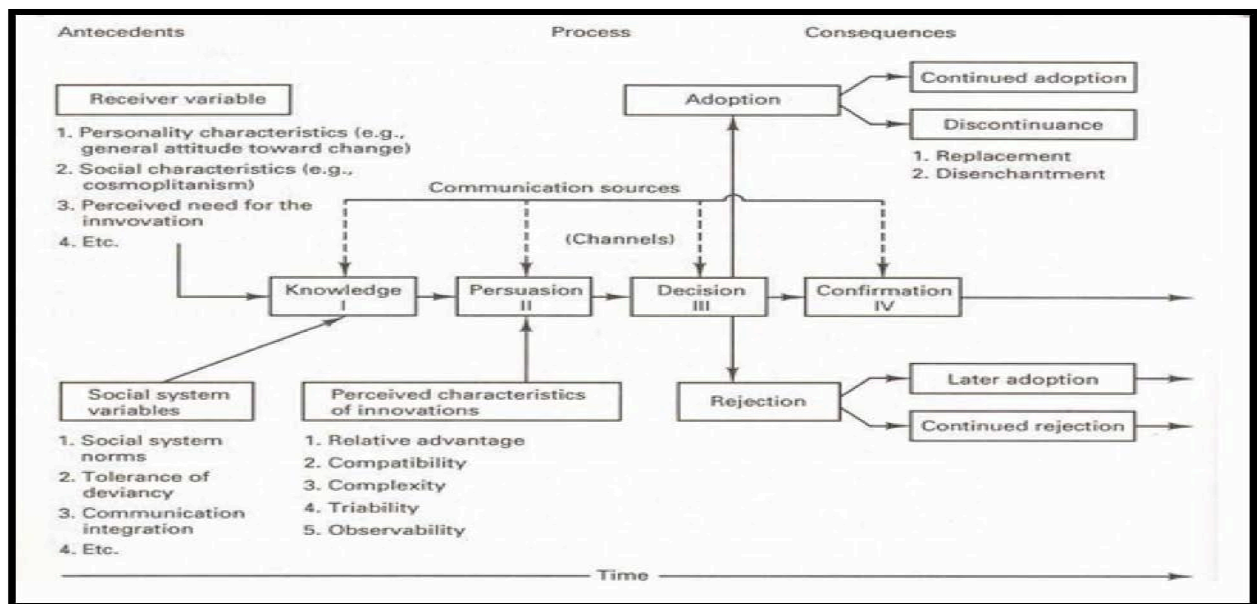 Antecedents
Process
Consequences
Receiver variable
1. Personality characteristics (e.g.,
general attitude toward change)
2. Social characteristics (e.g.,
cosmoplitanism)
3. Perceived need for the
innvovation
4. Etc.
Communication sources
(Channels)
Adoption
Continued adoption
Discontinuance
1. Replacement
2. Disenchantment
Knowledge
I
Persuasion
II
Decision
III
Confirmation
IV
Social system
variables
1. Social system
norms
2. Tolerance of
deviancy
3. Communication
integration
4. Etc.
Perceived characteristics
of innovations
1. Relative advantage
2. Compatibility
3. Complexity
4. Triability
5. Observability
Rejection
Later adoption
Continued rejection
Time